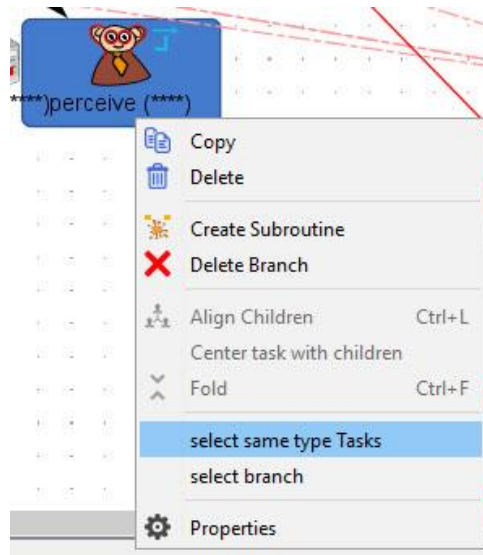 ****)perceive (****)
Copy
Delete
Create Subroutine
Delete Branch
Align Children Ctrl+L
Center task with children
Fold Ctrl+F
select same type Tasks
select branch
Properties